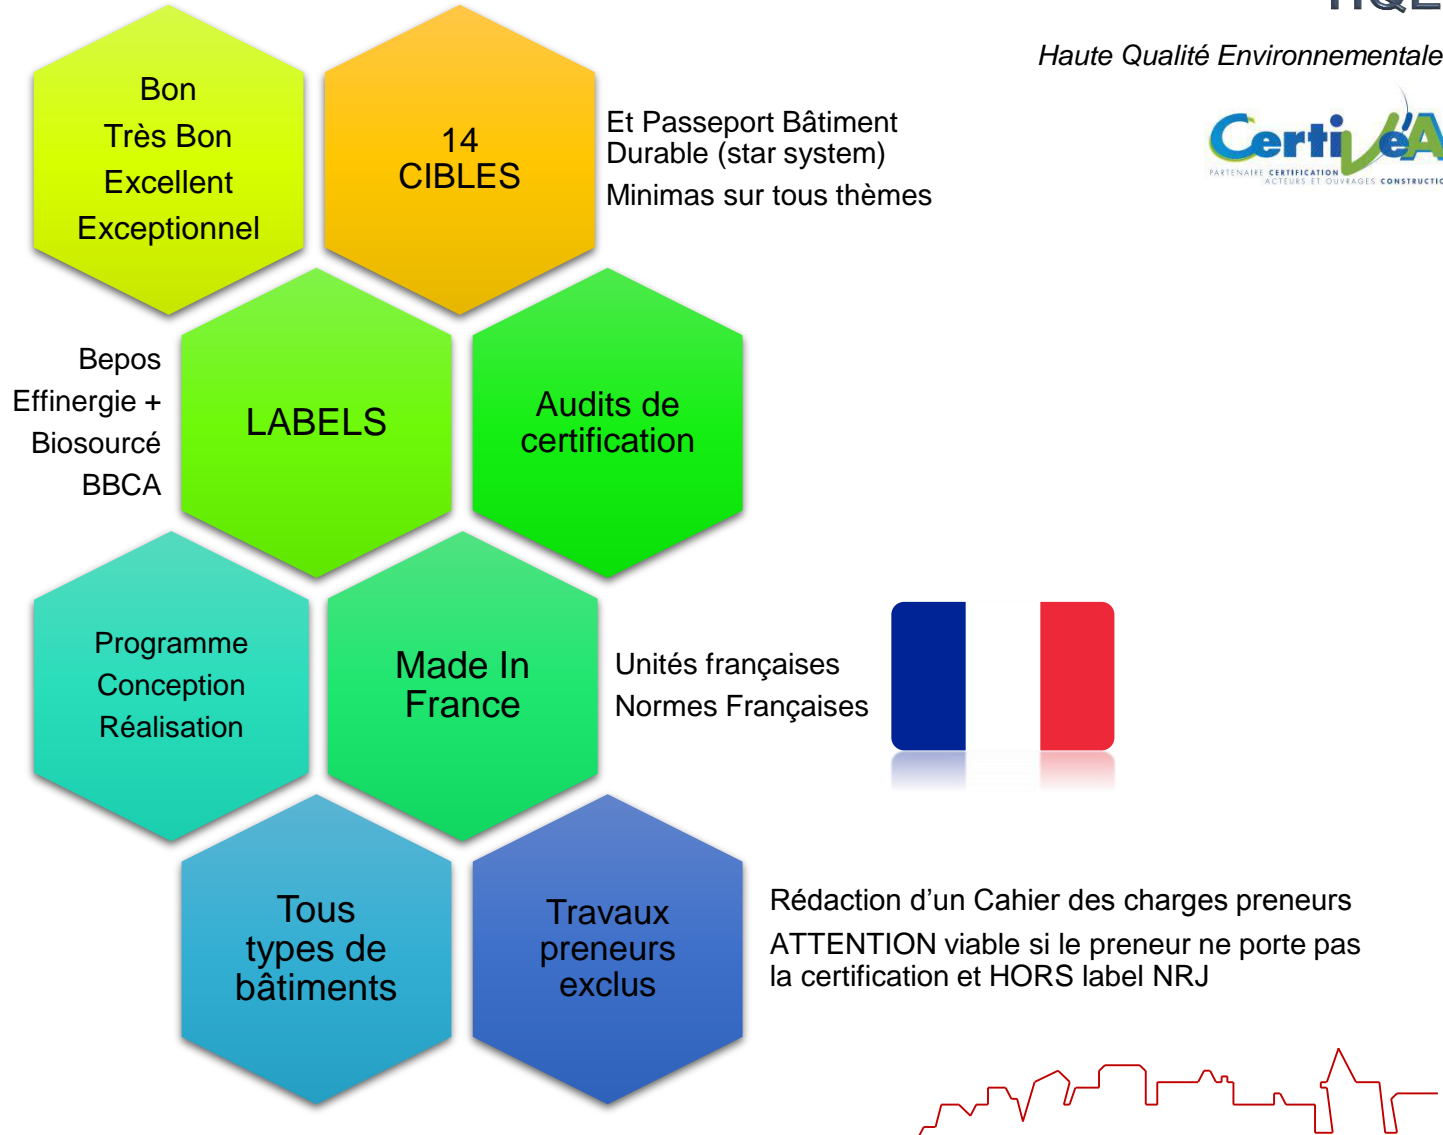 HQE
Haute Qualité Environnementale
Certivé'A
PARTENAIRE CERTIFICATION
ACTEURS ET OUVRAGES CONSTRUCTIO
Bon
Très Bon
Excellent
Exceptionnel
14
CIBLES
Et Passeport Bâtiment
Durable (star system)
Minimas sur tous thèmes
Bepos
Effinergie +
Biosourcé
BBCA
LABELS
Audits de
certification
Programme
Conception
Réalisation
Made In
France
Unités françaises
Normes Françaises
Tous
types de
bâtiments
Travaux
preneurs
exclus
Rédaction d’un Cahier des charges preneurs
ATTENTION viable si le preneur ne porte pas
la certification et HORS label NRJ